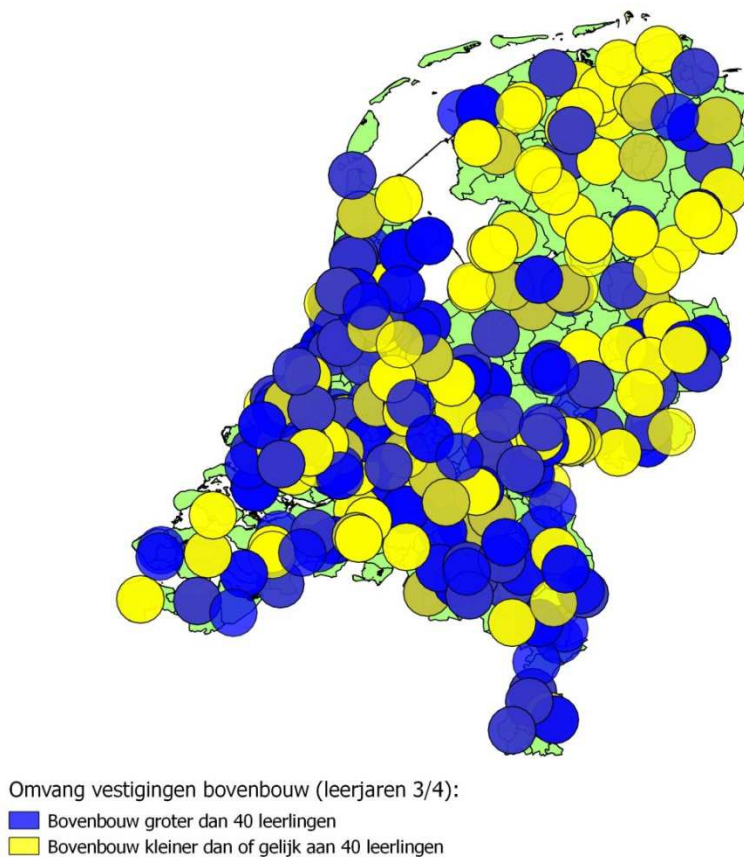 Omvang vestigingen bovenbouw (leerjaren 3/4):
Bovenbouw groter dan 40 leerlingen
Bovenbouw kleiner dan of gelijk aan 40 leerlingen